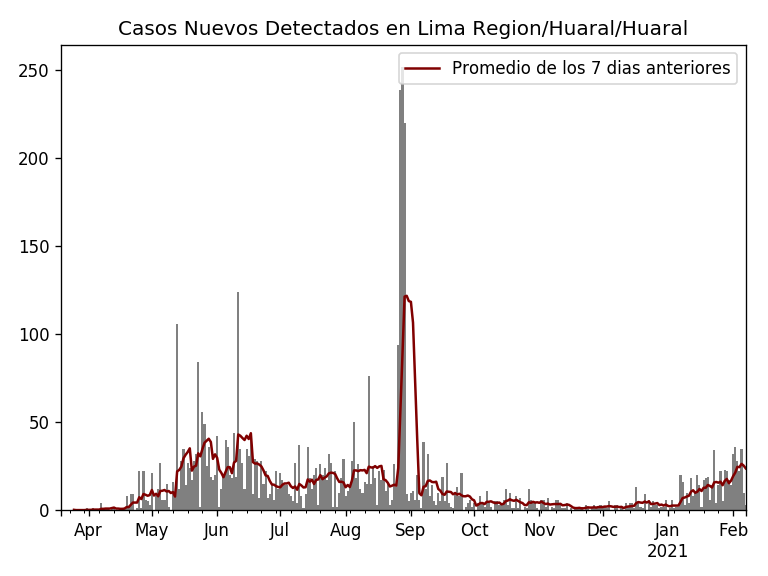 Casos Nuevos Detectados en Lima Region/Huaral/Huaral
Promedio de los 7 dias anteriores
250
200
150
100
50
0
Apr May Jun Jul Aug Sep Oct Nov Dec Jan Feb
2021